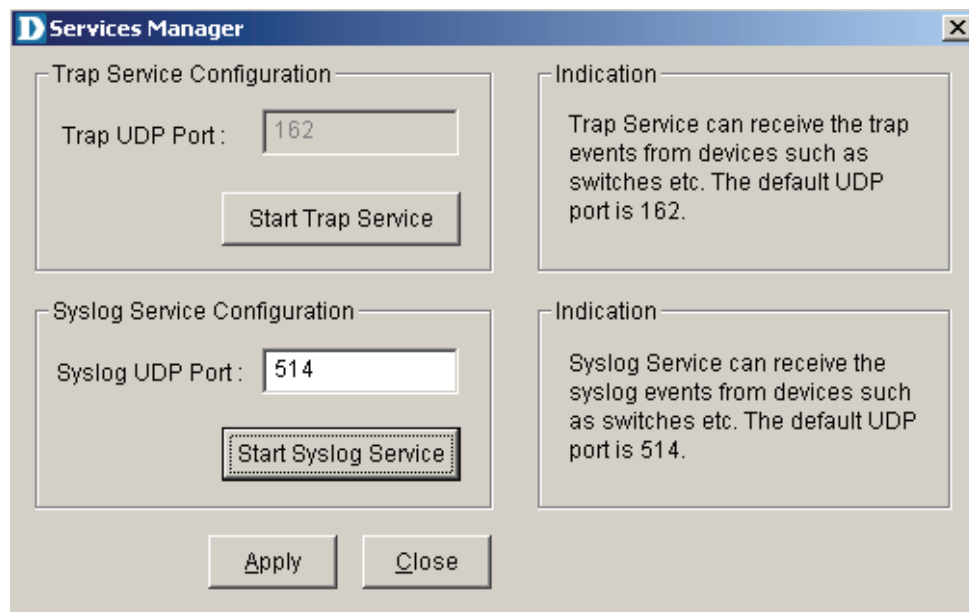 D Services Manager
Trap Service Configuration
Trap UDP Port :
162
Start Trap Service
Indication
Trap Service can receive the trap
events from devices such as
switches etc. The default UDP
port is 162.
Syslog Service Configuration
Syslog UDP Port :
514
Start Syslog Service
Indication
Syslog Service can receive the
syslog events from devices such
as switches etc. The default UDP
port is 514.
Apply
Close